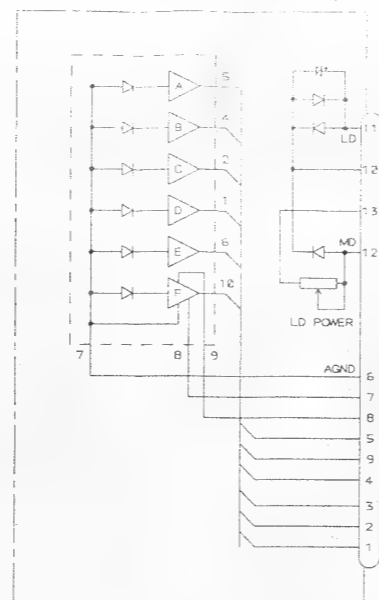 A 5
B 4
C 2
D 1
E 6
F 10
7 8 9
LD 11
12
13
MD 12
LD POWER
AGND 6
7
8
5
9
4
3
2
1